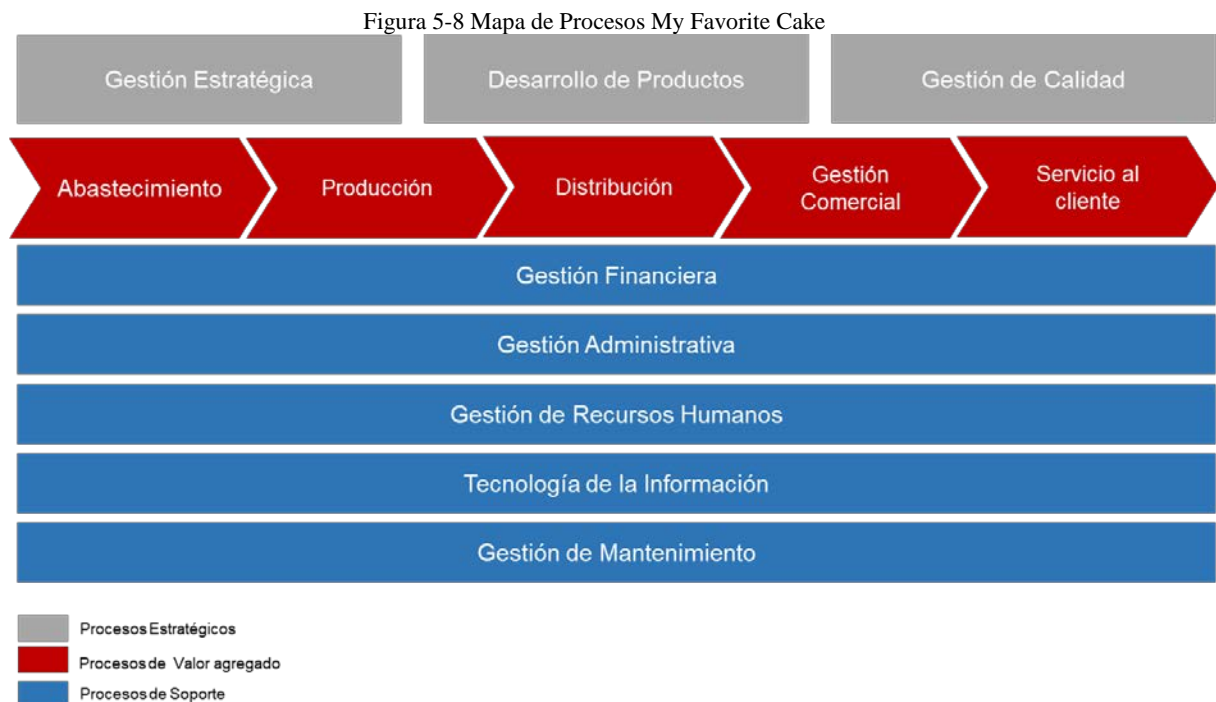 Figura 5-8 Mapa de Procesos My Favorite Cake
Gestión Estratégica
Desarrollo de Productos
Gestión de Calidad
Abastecimiento
Producción
Distribución
Gestión
Comercial
Servicio al
cliente
Gestión Financiera
Gestión Administrativa
Gestión de Recursos Humanos
Tecnología de la Información
Gestión de Mantenimiento
Procesos Estratégicos
Procesos de Valor agregado
Procesos de Soporte